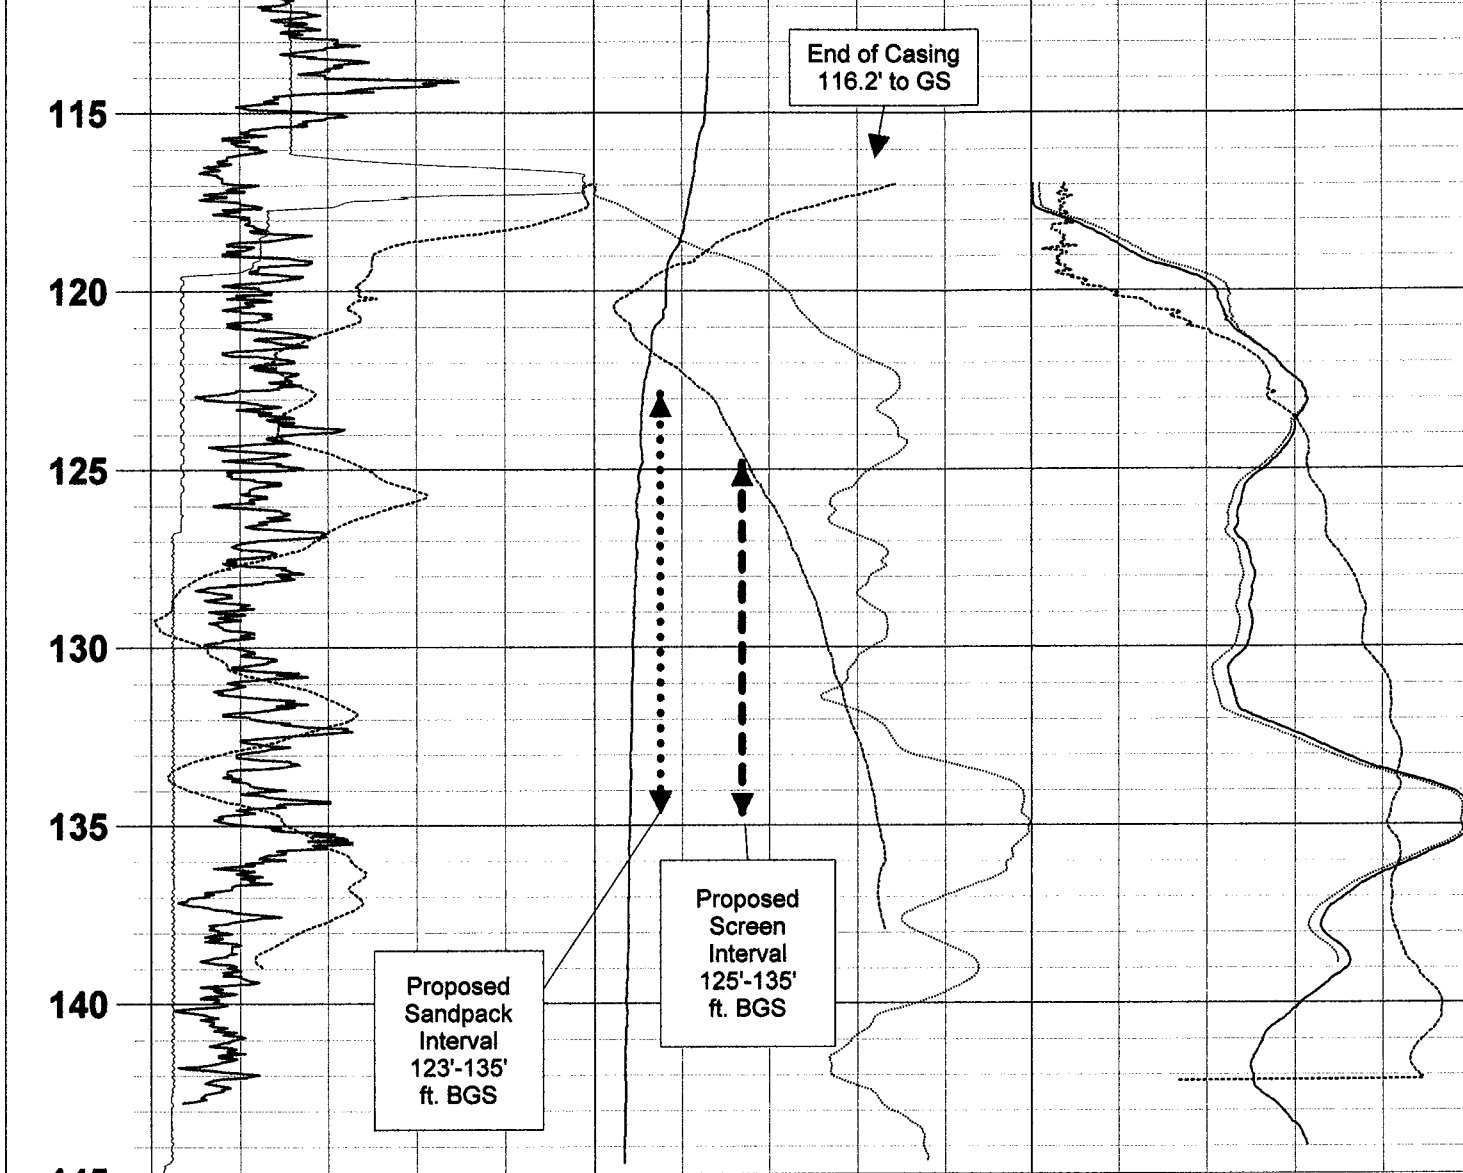 End of Casing
116.2' to GS
115
120
125
130
135
140
Proposed
Screen
Interval
125'-135'
ft. BGS
Proposed
Sandpack
Interval
123'-135'
ft. BGS